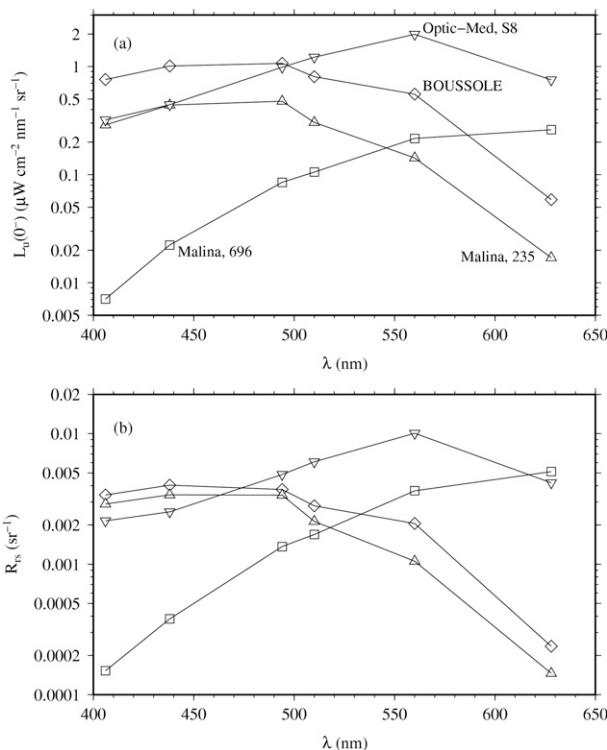 (a)
Optic−Med, S8
BOUSSOLE
Malina, 696
Malina, 235
2
1
0.5
0.2
0.1
0.05
0.02
0.01
0.005
L_u(0⁻) (μW cm⁻² nm⁻¹ sr⁻¹)
400 450 500 550 600 650
λ (nm)
(b)
0.02
0.01
0.005
0.002
0.001
0.0005
0.0002
0.0001
R_rs (sr⁻¹)
400 450 500 550 600 650
λ (nm)